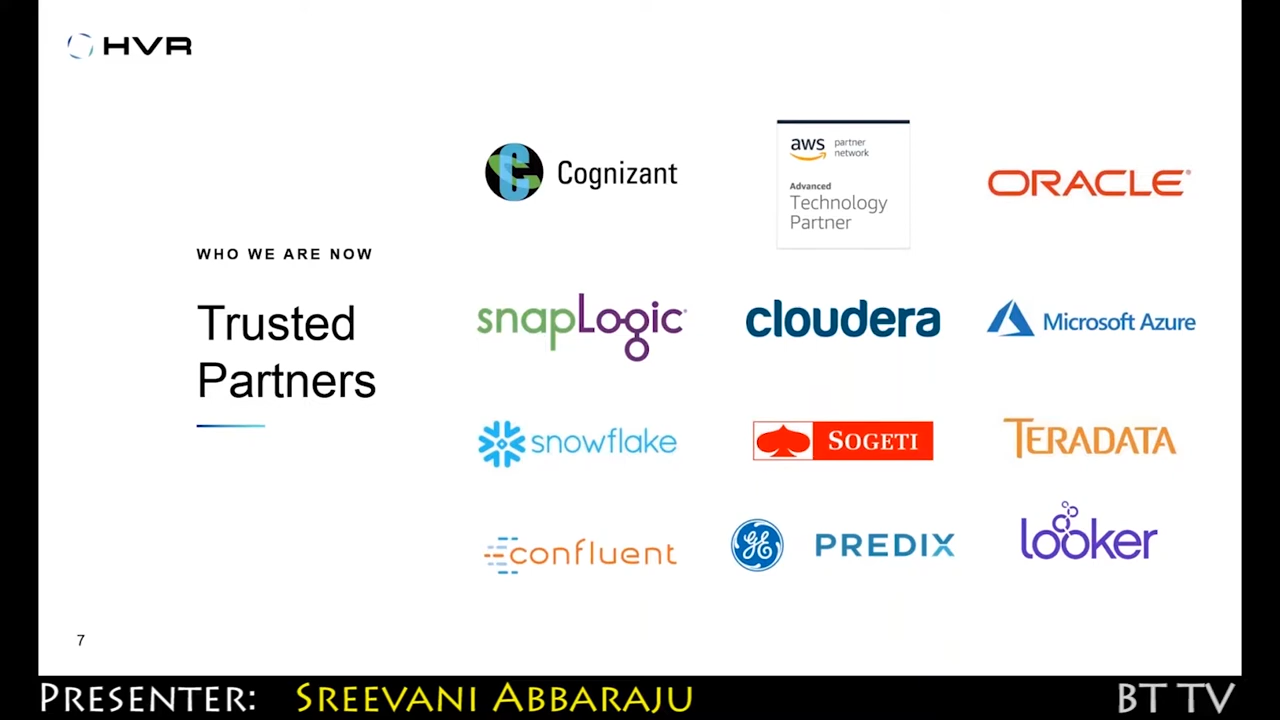 HVR
Cognizant
aws partner network
Advanced
Technology
Partner
ORACLE®
WHO WE ARE NOW
Trusted
Partners
snapLogic®
cloudera
Microsoft Azure
snowflake
SOGETI
TERADATA
confluent
GE PREDIX
looker
7
PRESENTER: SREEVANI ABBARAJU
BT TV